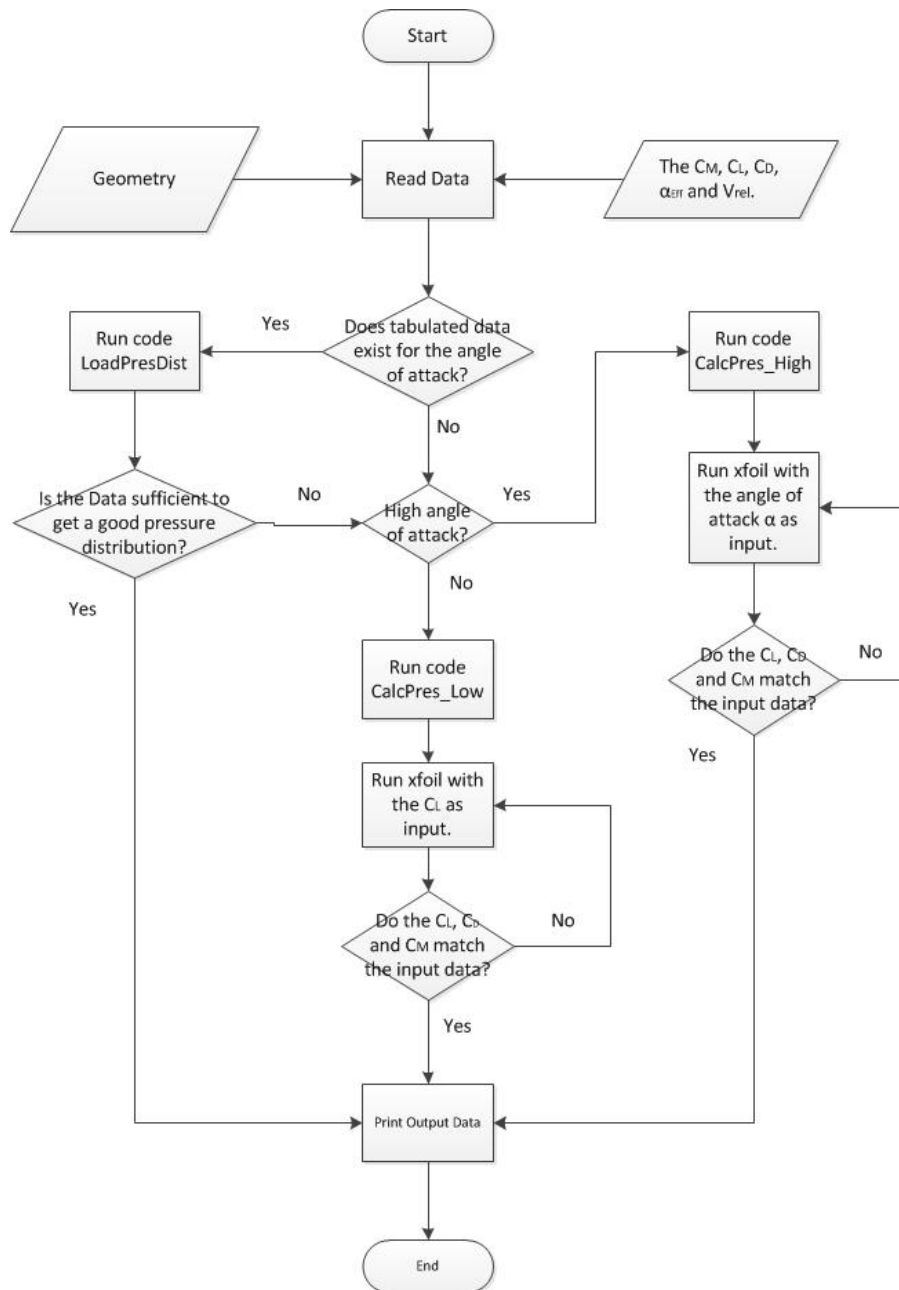 Start
Geometry
Read Data
The CM, CL, CD,
αEff and Vrel.
Yes
Does tabulated data
exist for the angle
of attack?
Run code
LoadPresDist
Run code
CalcPres_High
No
Is the Data sufficient to
get a good pressure
distribution?
No
High angle
of attack?
Yes
Run xfoil with
the angle of
attack α as
input.
Yes
No
Run code
CalcPres_Low
Do the CL, CD
and CM match
the input data?
No
Yes
Run xfoil with
the CL as
input.
Do the CL, CD
and CM match
the input data?
No
Yes
Print Output Data
End